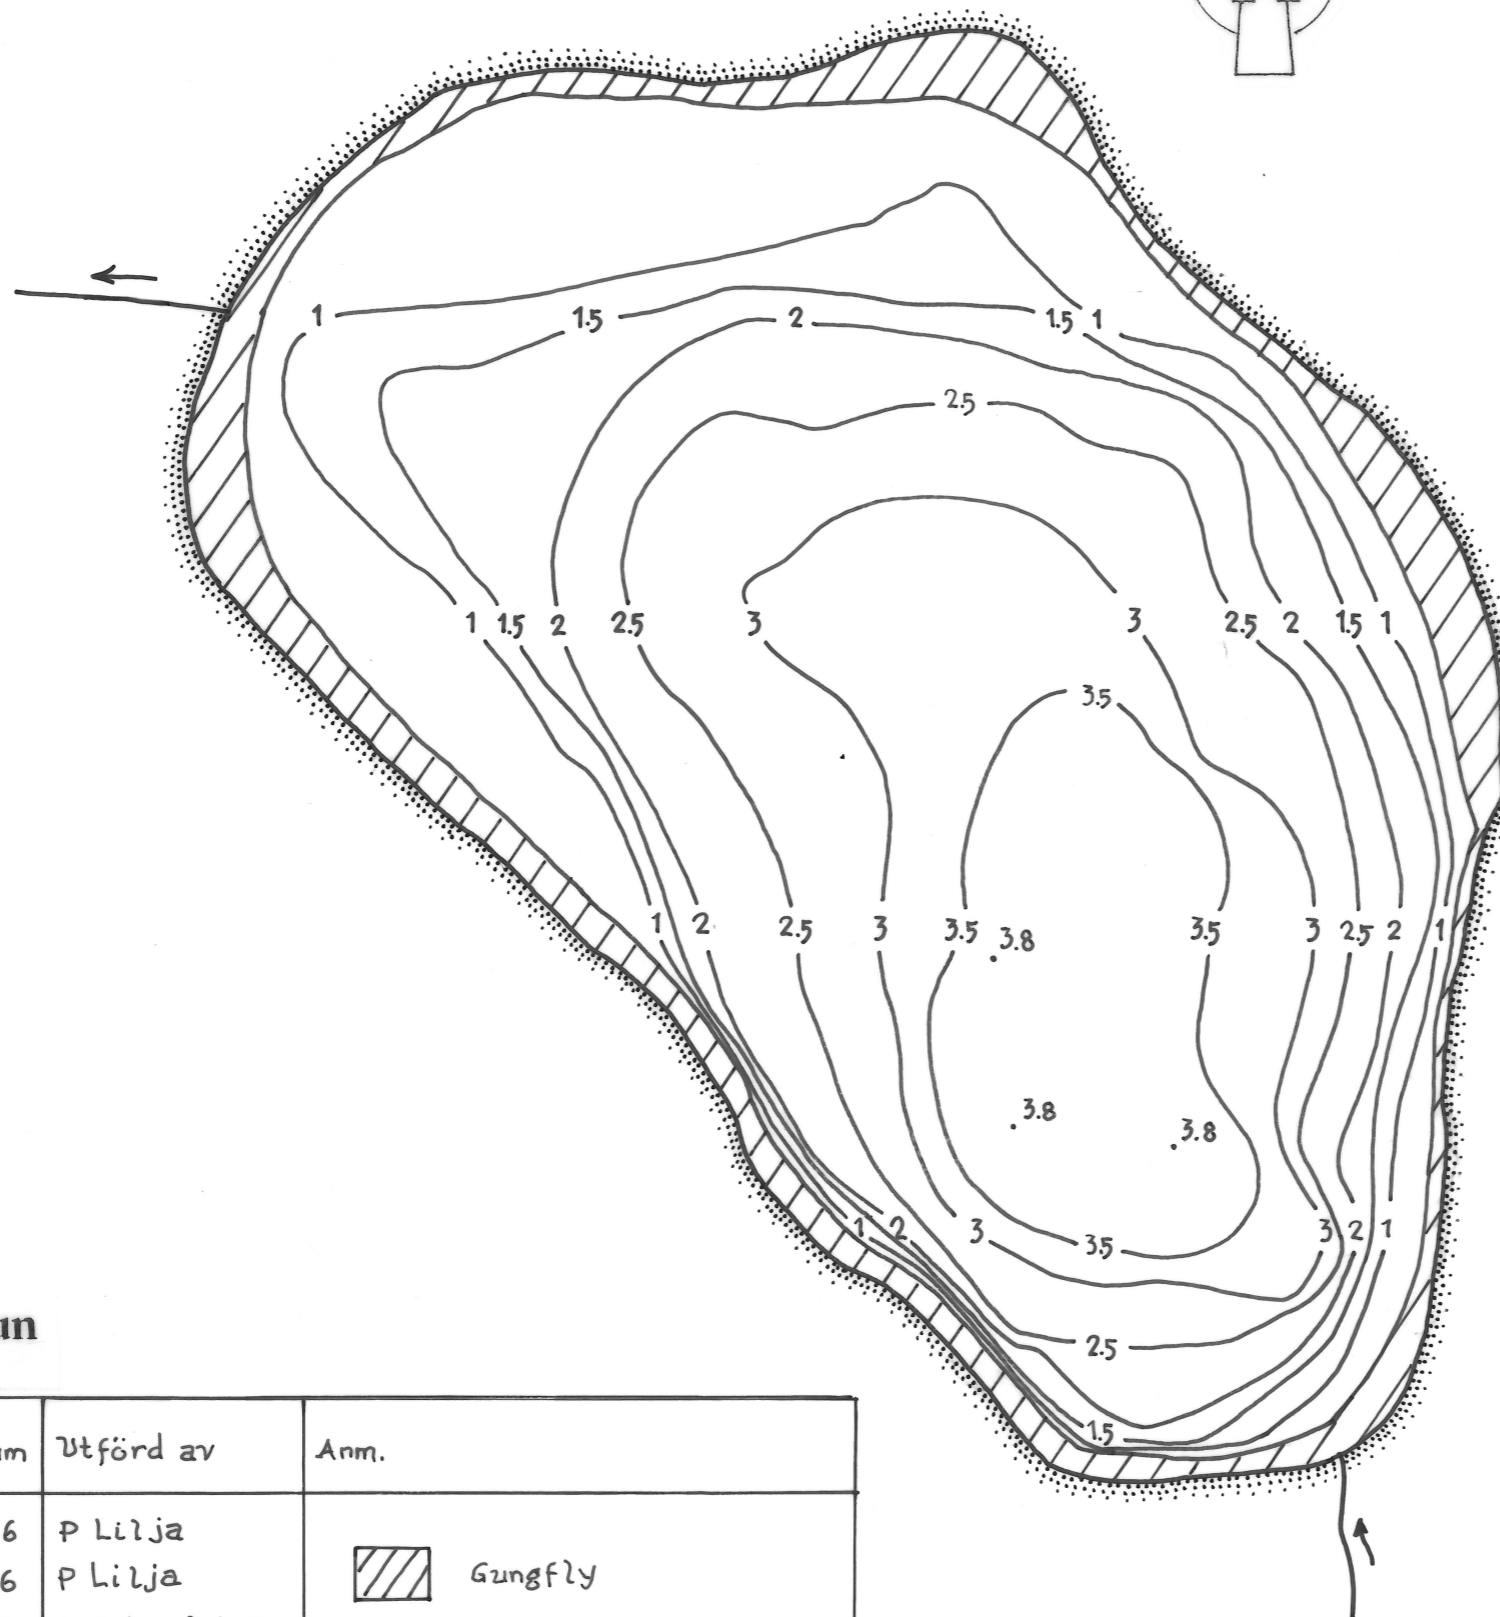 1 1.5 2 1.5 1
2.5
1 1.5 2 2.5 3 3 2.5 2 1.5 1
3.5
1 2 2.5 3 3.5 3.8 3.5 3 2.5 2 1
3.8
3.8
1 2 3 3.5 3 2 1
2.5
1.5
un
m Utförd av Anm.
6 P Lilja
6 P Lilja Gungfly